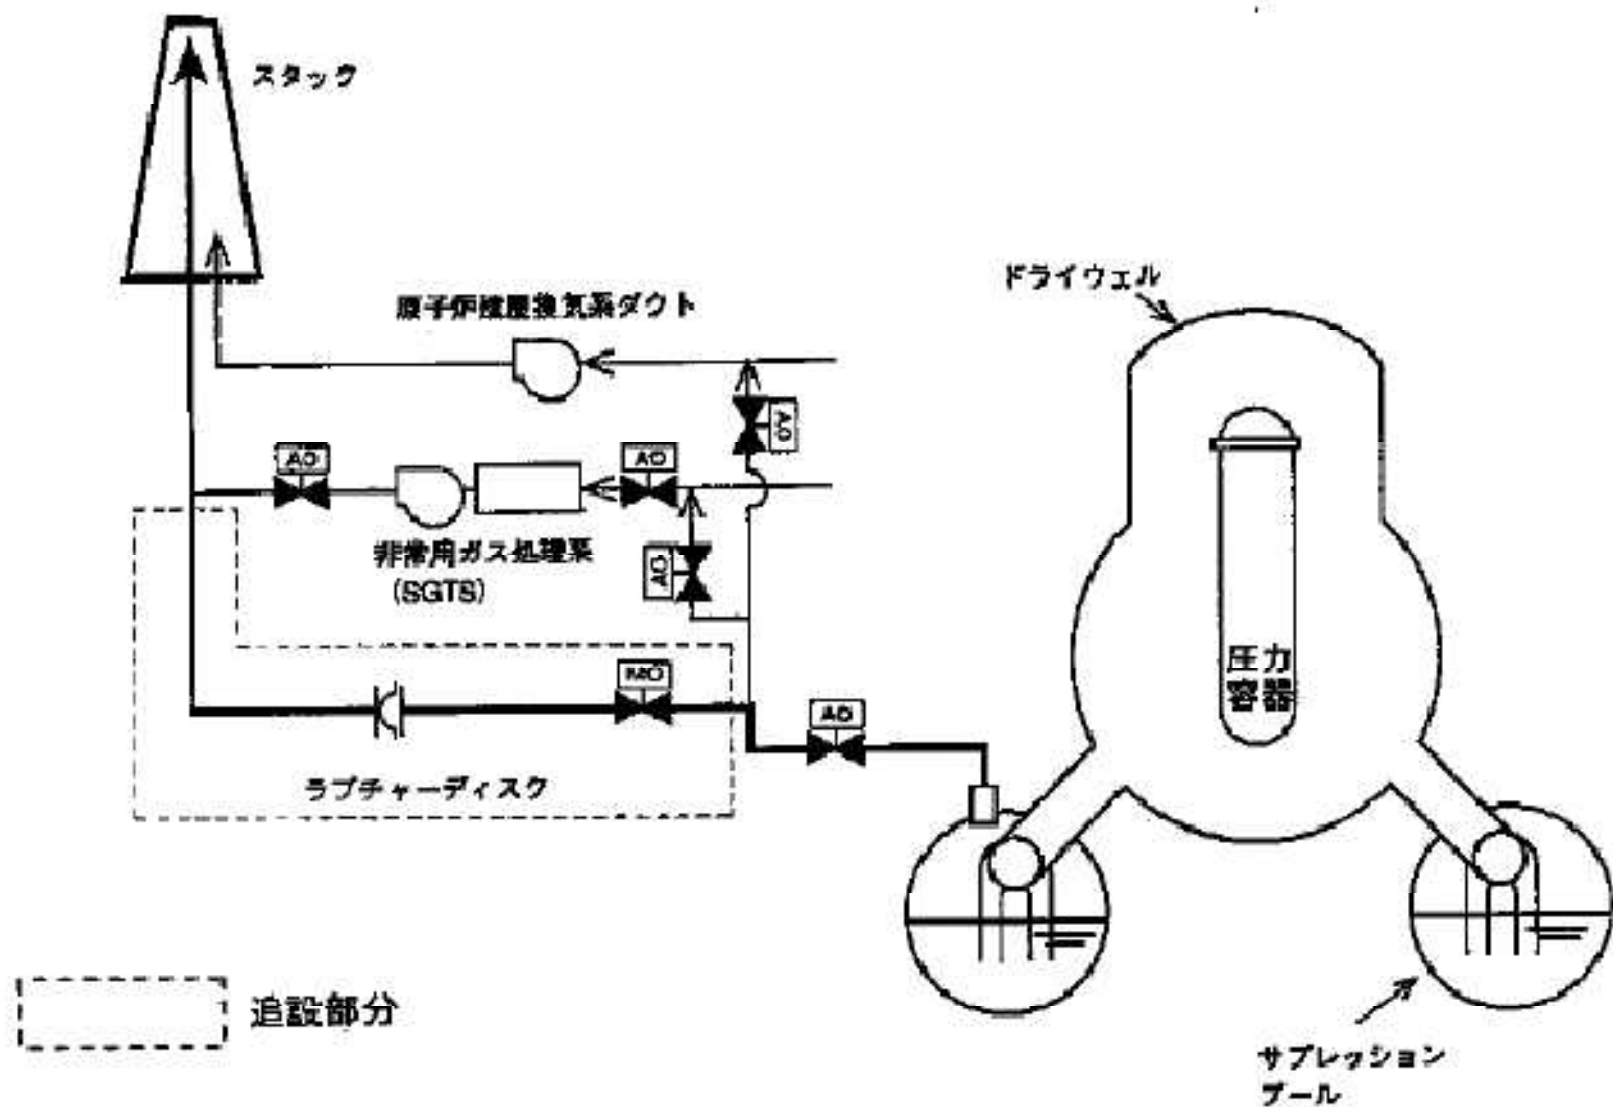 スタック
ドライウェル
原子炉建屋換気系ダクト
AO
AO
AO
非常用ガス処理系
(SGTS)
AO
圧力
容器
MO
AO
ラプチャーディスク
追設部分
サプレッション
プール